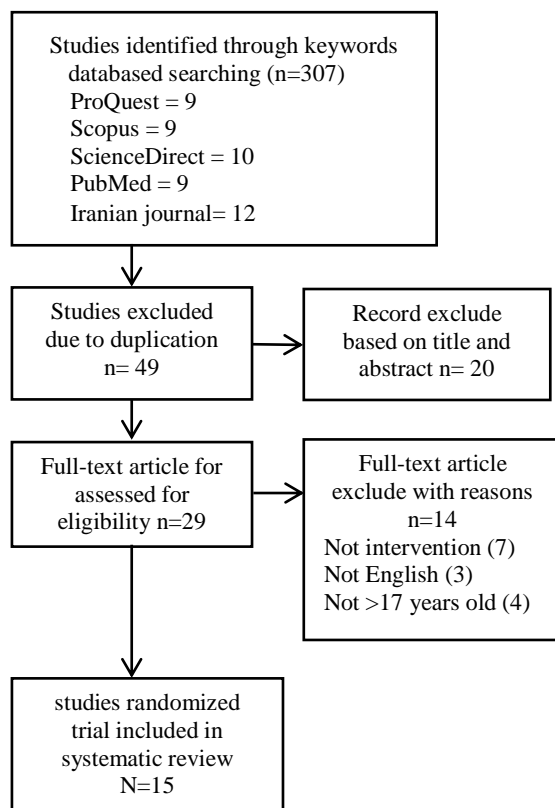 Studies identified through keywords
databased searching (n=307)
ProQuest = 9
Scopus = 9
ScienceDirect = 10
PubMed = 9
Iranian journal= 12
Studies excluded
due to duplication
n= 49
Record exclude
based on title and
abstract n= 20
Full-text article for
assessed for
eligibility n=29
Full-text article
exclude with reasons
n=14
Not intervention (7)
Not English (3)
Not >17 years old (4)
studies randomized
trial included in
systematic review
N=15